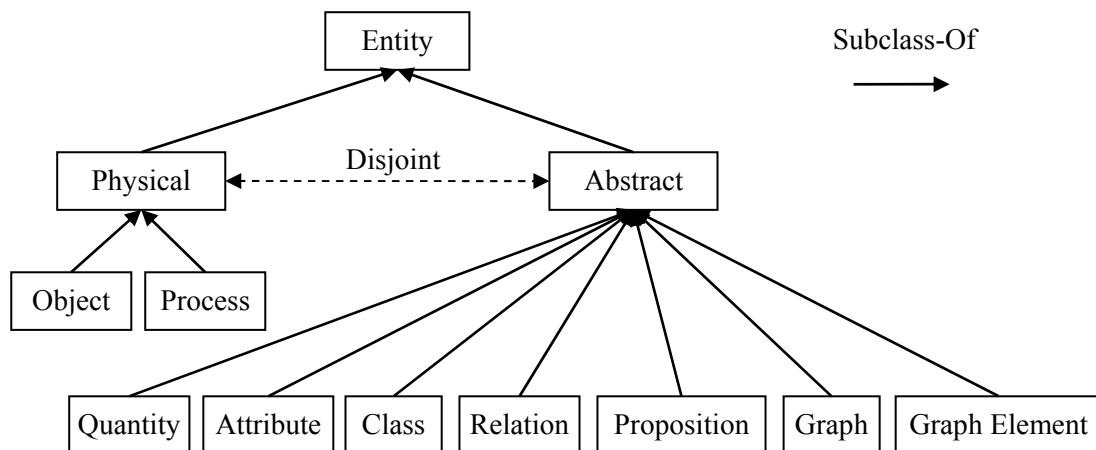 Entity
Subclass-Of
Physical
Disjoint
Abstract
Object
Process
Quantity
Attribute
Class
Relation
Proposition
Graph
Graph Element